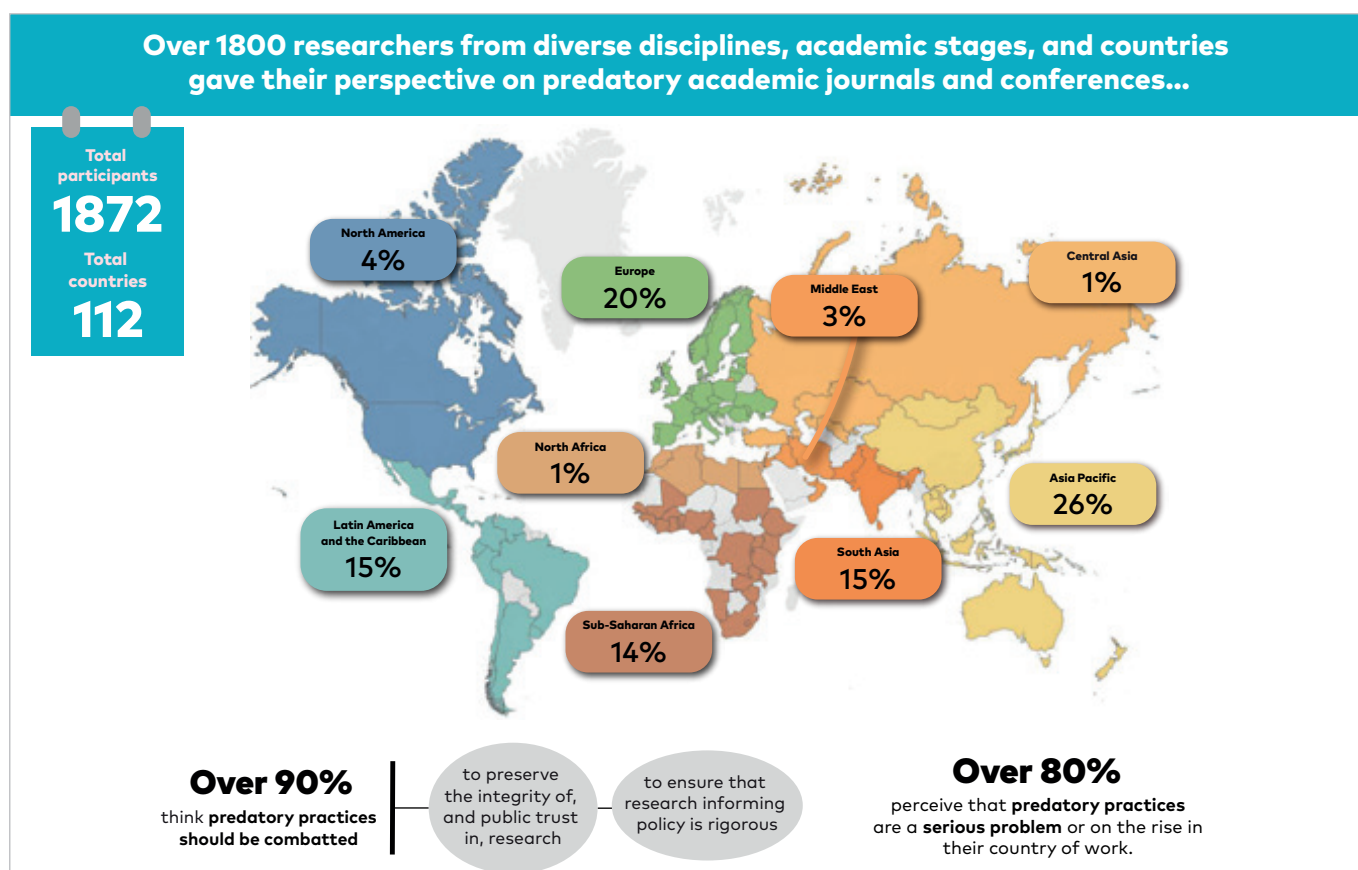 Over 1800 researchers from diverse disciplines, academic stages, and countries
gave their perspective on predatory academic journals and conferences...
Total
participants
1872
Total
countries
112
North America
4%
Europe
20%
Middle East
3%
Central Asia
1%
North Africa
1%
Asia Pacific
26%
Latin America
and the Caribbean
15%
South Asia
15%
Sub-Saharan Africa
14%
Over 90%
think predatory practices
should be combatted
to preserve
the integrity of,
and public trust
in, research
to ensure that
research informing
policy is rigorous
Over 80%
perceive that predatory practices
are a serious problem or on the rise in
their country of work.